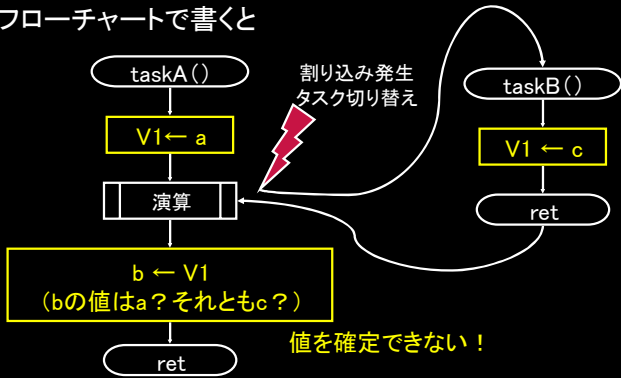 フローチャートで書くと
taskA()
V1← a
演算
b ← V1
(bの値はa？それともc？)
ret
割り込み発生
タスク切り替え
taskB()
V1 ← c
ret
値を確定できない！